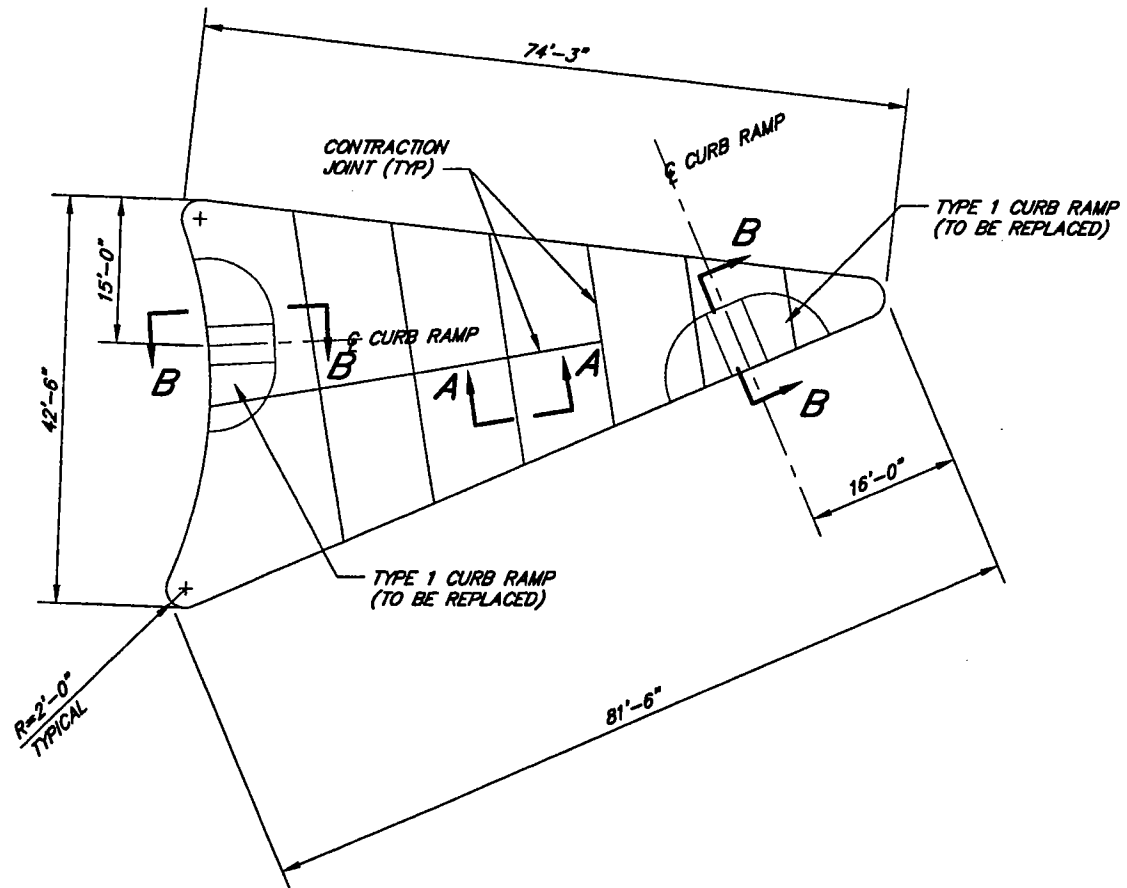 74'-3"
CONTRACTION
JOINT (TYP)
℄ CURB RAMP
TYPE 1 CURB RAMP
(TO BE REPLACED)
B
15'-0"
42'-6"
B
B
℄ CURB RAMP
A
A
B
16'-0"
TYPE 1 CURB RAMP
(TO BE REPLACED)
R=2'-0"
TYPICAL
81'-6"